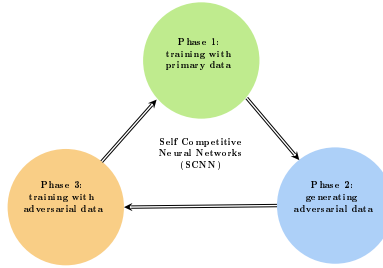 Phase 1:
training with
primary data
Self Competitive
Neural Networks
(SCNN)
Phase 3:
training with
adversarial data
Phase 2:
generating
adversarial data